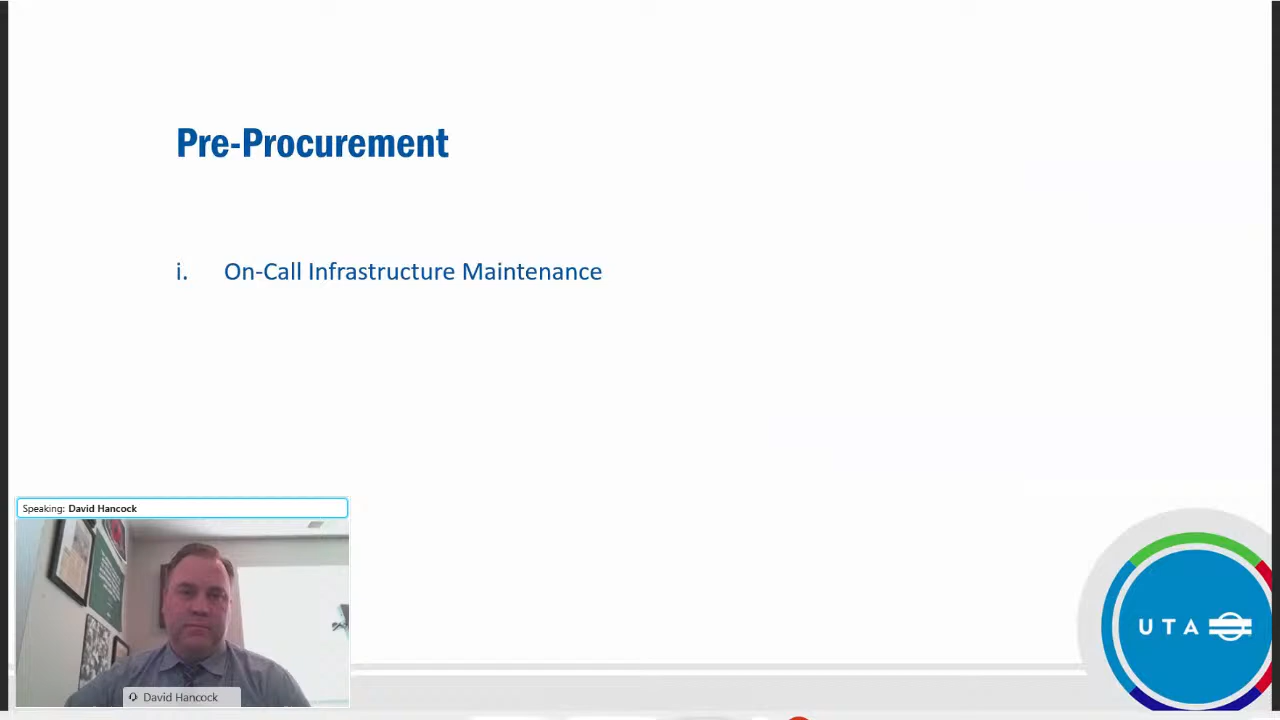 Pre-Procurement
i. On-Call Infrastructure Maintenance
Speaking: David Hancock
David Hancock
UTA